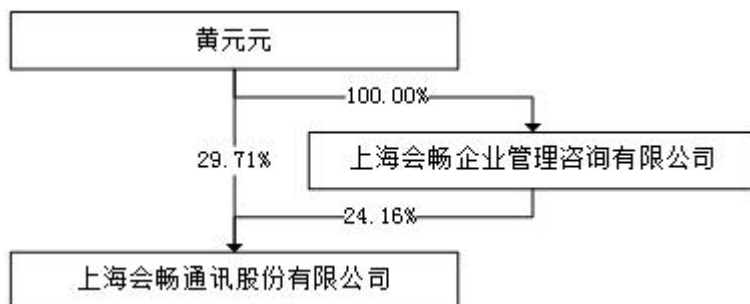 黄元元
100.00%
29.71%
上海会畅企业管理咨询有限公司
24.16%
上海会畅通讯股份有限公司